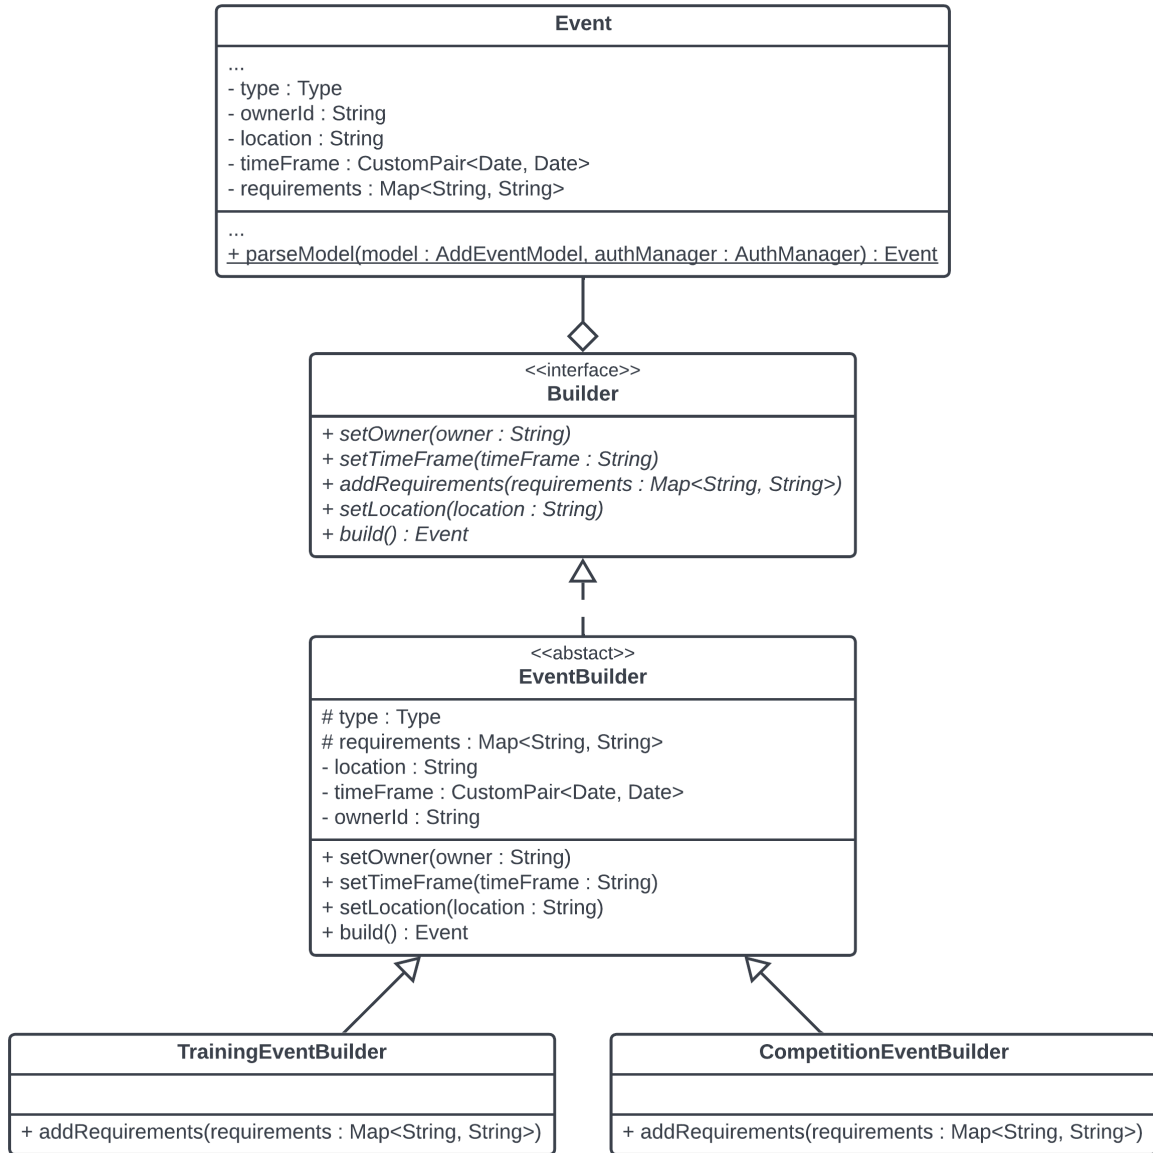 Event
...
- type : Type
- ownerId : String
- location : String
- timeFrame : CustomPair<Date, Date>
- requirements : Map<String, String>
...
+ parseModel(model : AddEventModel, authManager : AuthManager) : Event
<<interface>>
Builder
+ setOwner(owner : String)
+ setTimeFrame(timeFrame : String)
+ addRequirements(requirements : Map<String, String>)
+ setLocation(location : String)
+ build() : Event
<<abstact>>
EventBuilder
# type : Type
# requirements : Map<String, String>
- location : String
- timeFrame : CustomPair<Date, Date>
- ownerId : String
+ setOwner(owner : String)
+ setTimeFrame(timeFrame : String)
+ setLocation(location : String)
+ build() : Event
TrainingEventBuilder
+ addRequirements(requirements : Map<String, String>)
CompetitionEventBuilder
+ addRequirements(requirements : Map<String, String>)